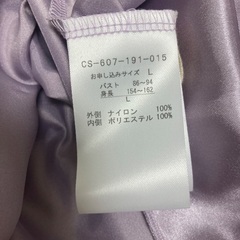 CS-607-191-015
お申し込みサイズ L
バスト 86~94
身長 154~162
L
外側 ナイロン 100%
内側 ポリエステル 100%